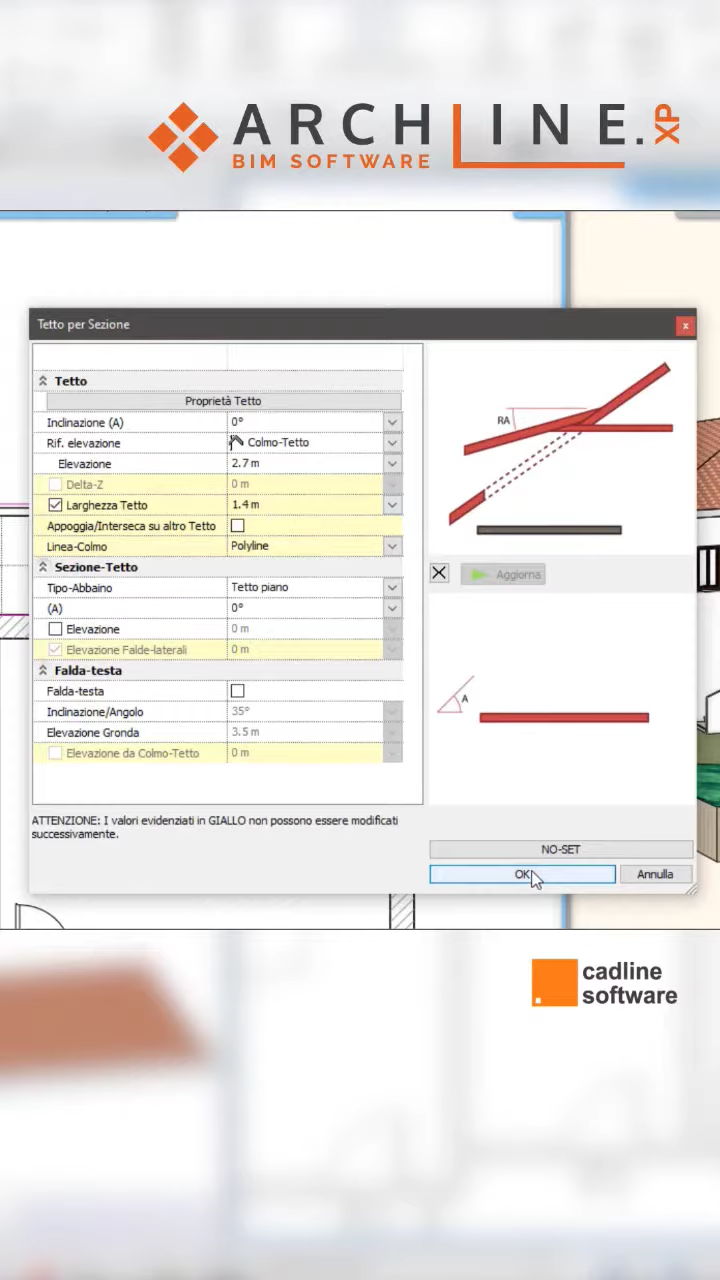 ARCHLINE.XP
BIM SOFTWARE
Tetto per Sezione
x
Tetto
Proprietà Tetto
Inclinazione (A) 0°
Rif. elevazione Colmo-Tetto
Elevazione 2.7 m
Delta-Z 0 m
Larghezza Tetto 1.4 m
Appoggia/Interseca su altro Tetto
Linea-Colmo Polyline
Sezione-Tetto
Tipo-Abbaino Tetto piano
(A) 0°
Elevazione 0 m
Elevazione Falde-laterali 0 m
Falda-testa
Falda-testa
Inclinazione/Angolo 35°
Elevazione Gronda 3.5 m
Elevazione da Colmo-Tetto 0 m
RA
Aggiorna
A
ATTENZIONE: I valori evidenziati in GIALLO non possono essere modificati
successivamente.
NO-SET
OK
Annulla
cadline
software